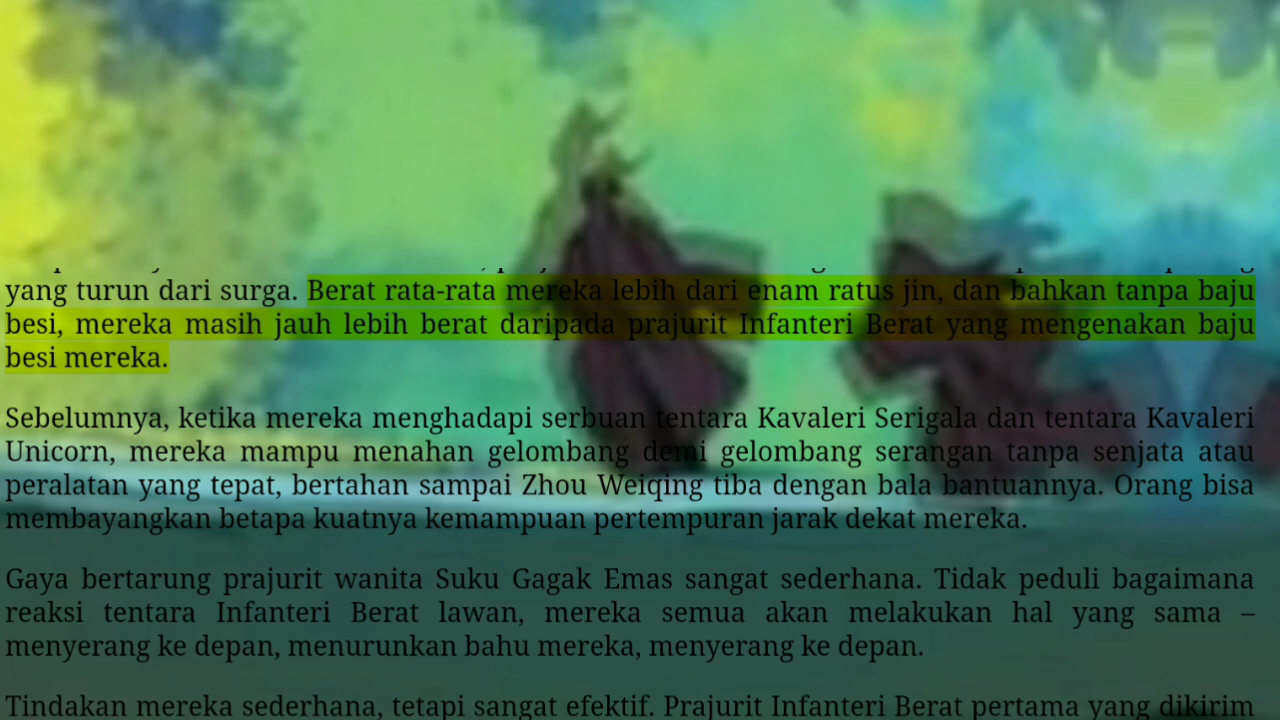 yang turun dari surga. Berat rata-rata mereka lebih dari enam ratus jin, dan bahkan tanpa baju
besi, mereka masih jauh lebih berat daripada prajurit Infanteri Berat yang mengenakan baju
besi mereka.
Sebelumnya, ketika mereka menghadapi serbuan tentara Kavaleri Serigala dan tentara Kavaleri
Unicorn, mereka mampu menahan gelombang demi gelombang serangan tanpa senjata atau
peralatan yang tepat, bertahan sampai Zhou Weiqing tiba dengan bala bantuannya. Orang bisa
membayangkan betapa kuatnya kemampuan pertempuran jarak dekat mereka.
Gaya bertarung prajurit wanita Suku Gagak Emas sangat sederhana. Tidak peduli bagaimana
reaksi tentara Infanteri Berat lawan, mereka semua akan melakukan hal yang sama –
menyerang ke depan, menurunkan bahu mereka, menyerang ke depan.
Tindakan mereka sederhana, tetapi sangat efektif. Prajurit Infanteri Berat pertama yang dikirim